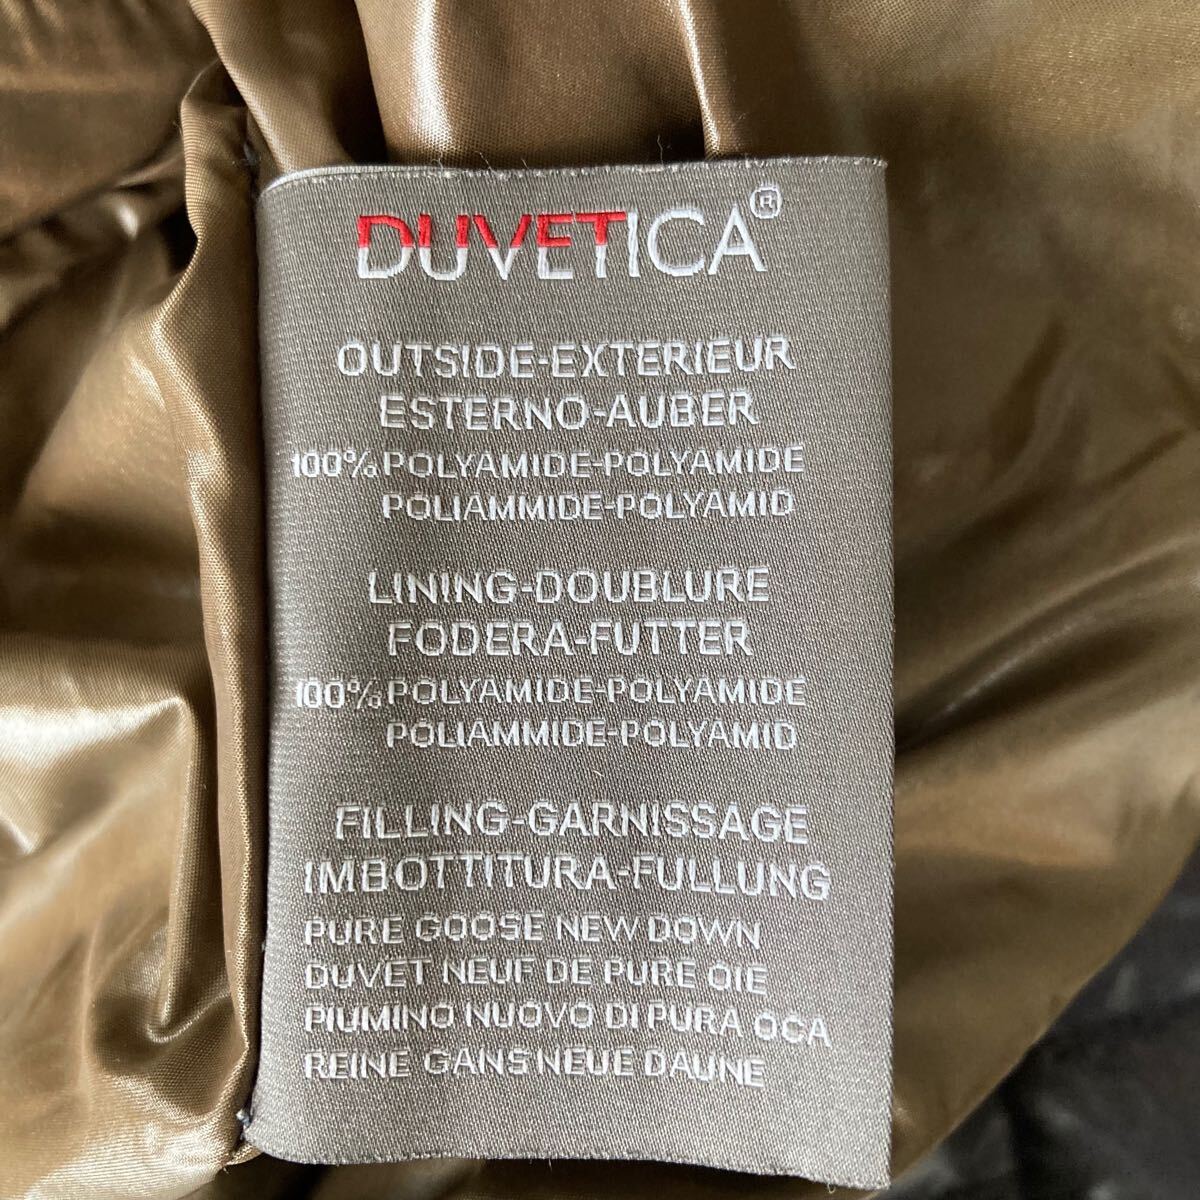 DUVETICA®
OUTSIDE-EXTERIEUR
ESTERNO-AUBER
100% POLYAMIDE-POLYAMIDE
POLIAMMIDE-POLYAMID
LINING-DOUBLURE
FODERA-FUTTER
100% POLYAMIDE-POLYAMIDE
POLIAMMIDE-POLYAMID
FILLING-GARNISSAGE
IMBOTTITURA-FULLUNG
PURE GOOSE NEW DOWN
DUVET NEUF DE PURE OIE
PIUMINO NUOVO DI PURA OCA
REINE GANS NEUE DAUNE